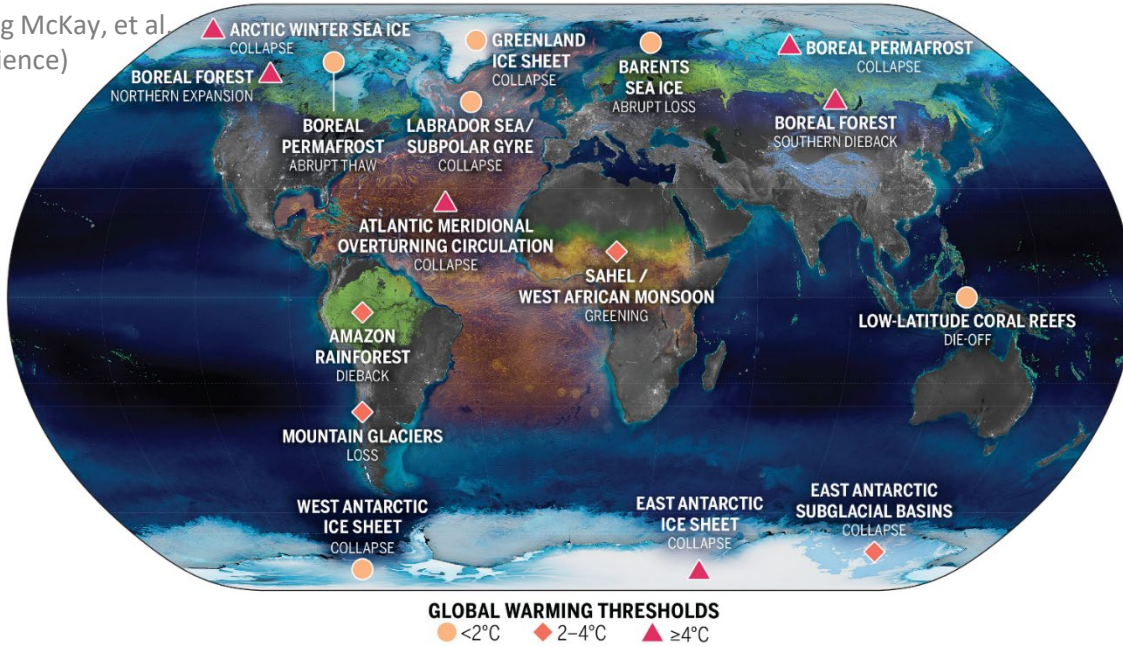 g McKay, et al.
ience)
ARCTIC WINTER SEA ICE
COLLAPSE
GREENLAND
ICE SHEET
COLLAPSE
BARENTS
SEA ICE
ABRUPT LOSS
BOREAL PERMAFROST
COLLAPSE
BOREAL FOREST
NORTHERN EXPANSION
BOREAL
PERMAFROST
ABRUPT THAW
LABRADOR SEA/
SUBPOLAR GYRE
COLLAPSE
BOREAL FOREST
SOUTHERN DIEBACK
ATLANTIC MERIDIONAL
OVERTURNING CIRCULATION
COLLAPSE
SAHEL /
WEST AFRICAN MONSOON
GREENING
LOW-LATITUDE CORAL REEFS
DIE-OFF
AMAZON
RAINFOREST
DIEBACK
MOUNTAIN GLACIERS
LOSS
WEST ANTARCTIC
ICE SHEET
COLLAPSE
EAST ANTARCTIC
ICE SHEET
COLLAPSE
EAST ANTARCTIC
SUBGLACIAL BASINS
COLLAPSE
GLOBAL WARMING THRESHOLDS
<2°C 2–4°C ≥4°C